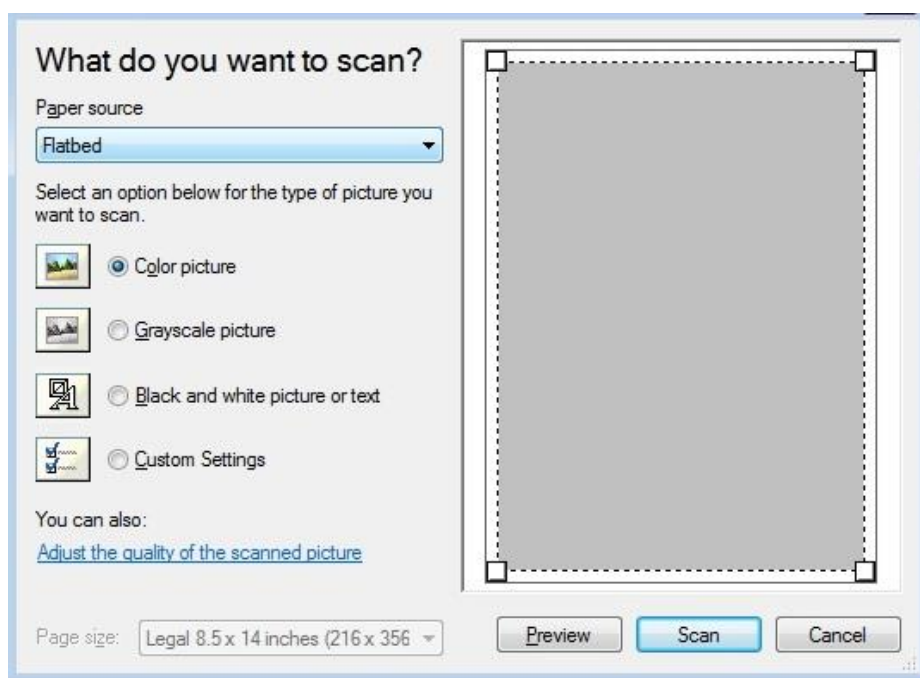 What do you want to scan?
Paper source
Flatbed
Select an option below for the type of picture you
want to scan.
Color picture
Grayscale picture
Black and white picture or text
Custom Settings
You can also:
Adjust the quality of the scanned picture
Page size: Legal 8.5 x 14 inches (216 x 356
Preview Scan Cancel